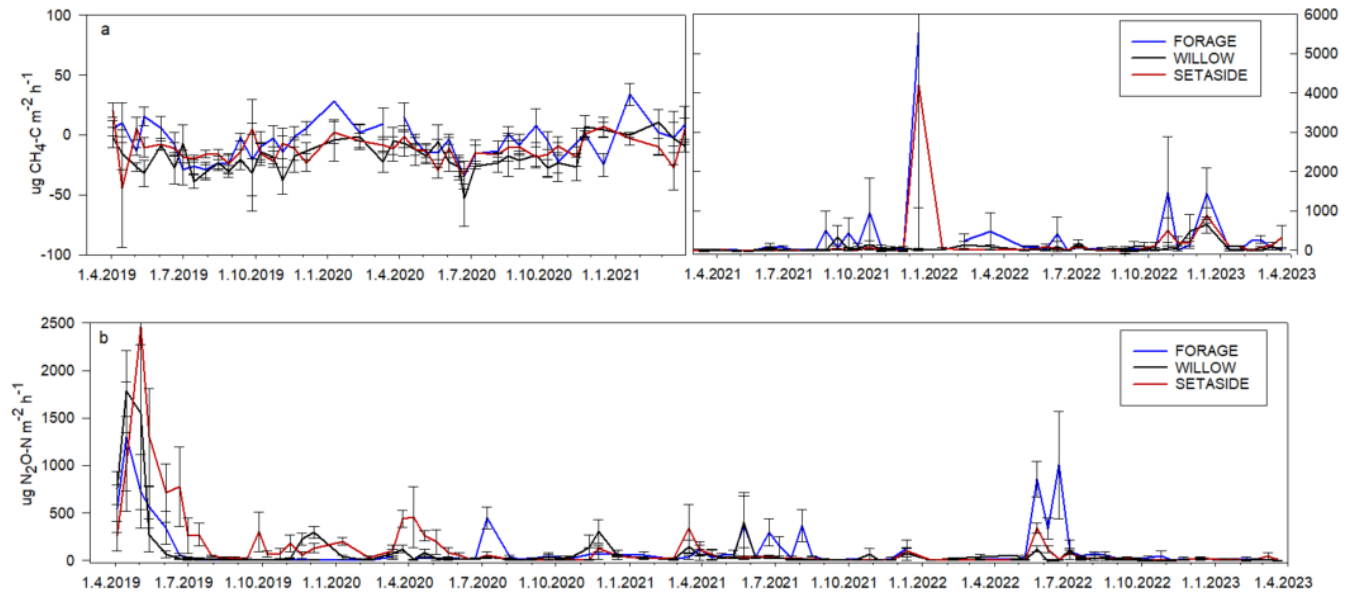 a
100
50
0
-50
-100
ug CH4-C m-2 h-1
1.4.2019 1.7.2019 1.10.2019 1.1.2020 1.4.2020 1.7.2020 1.10.2020 1.1.2021
FORAGE
WILLOW
SETASIDE
6000
5000
4000
3000
2000
1000
0
1.4.2021 1.7.2021 1.10.2021 1.1.2022 1.4.2022 1.7.2022 1.10.2022 1.1.2023 1.4.2023
b
2500
2000
1500
1000
500
0
ug N2O-N m-2 h-1
FORAGE
WILLOW
SETASIDE
1.4.2019 1.7.2019 1.10.2019 1.1.2020 1.4.2020 1.7.2020 1.10.2020 1.1.2021 1.4.2021 1.7.2021 1.10.2021 1.1.2022 1.4.2022 1.7.2022 1.10.2022 1.1.2023 1.4.2023